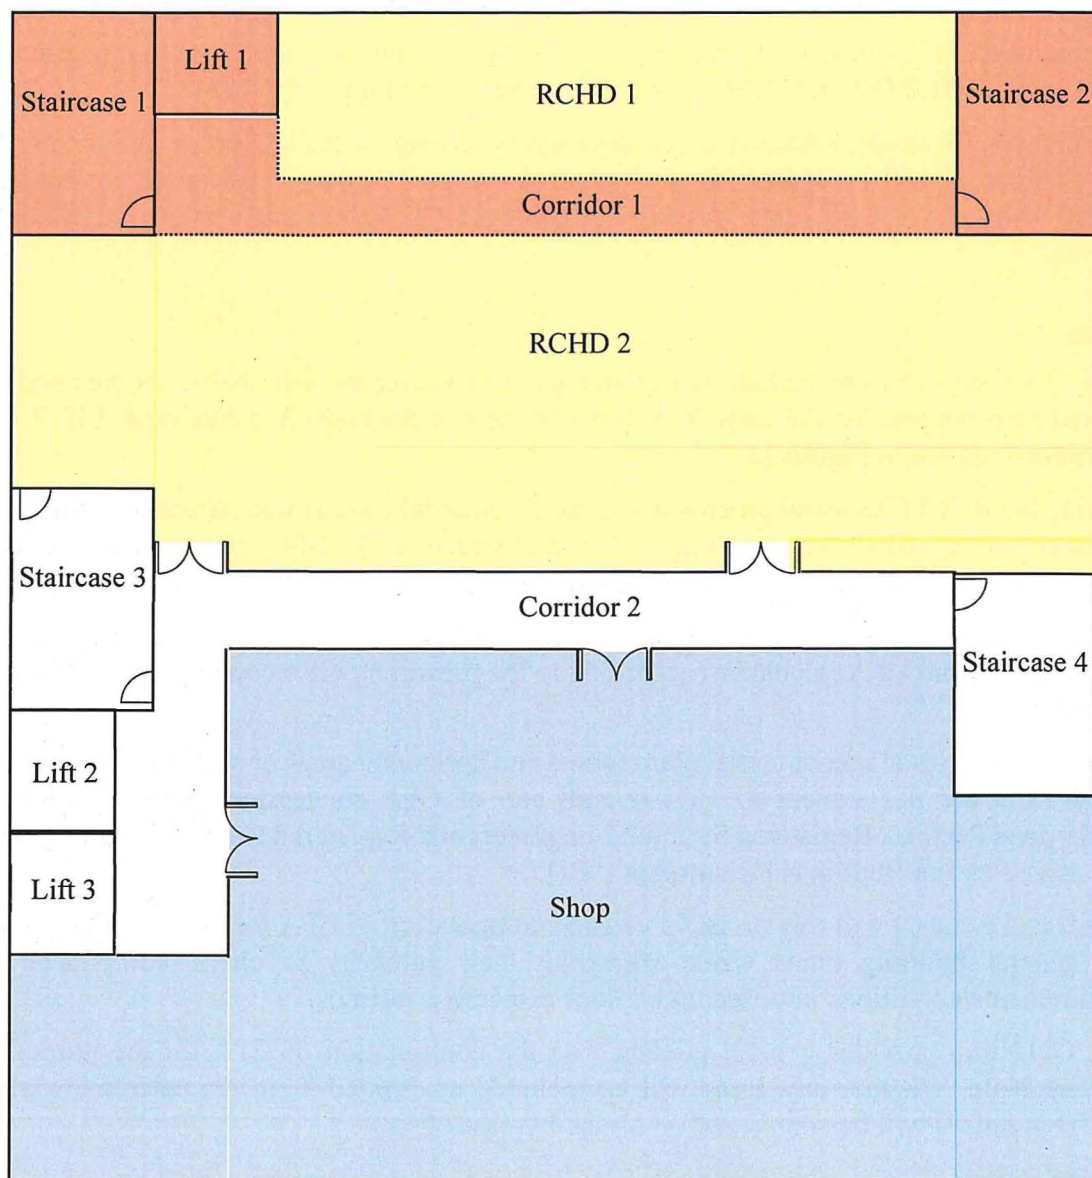 Lift 1
Staircase 1
RCHD 1
Staircase 2
Corridor 1
RCHD 2
Staircase 3
Corridor 2
Staircase 4
Lift 2
Lift 3
Shop